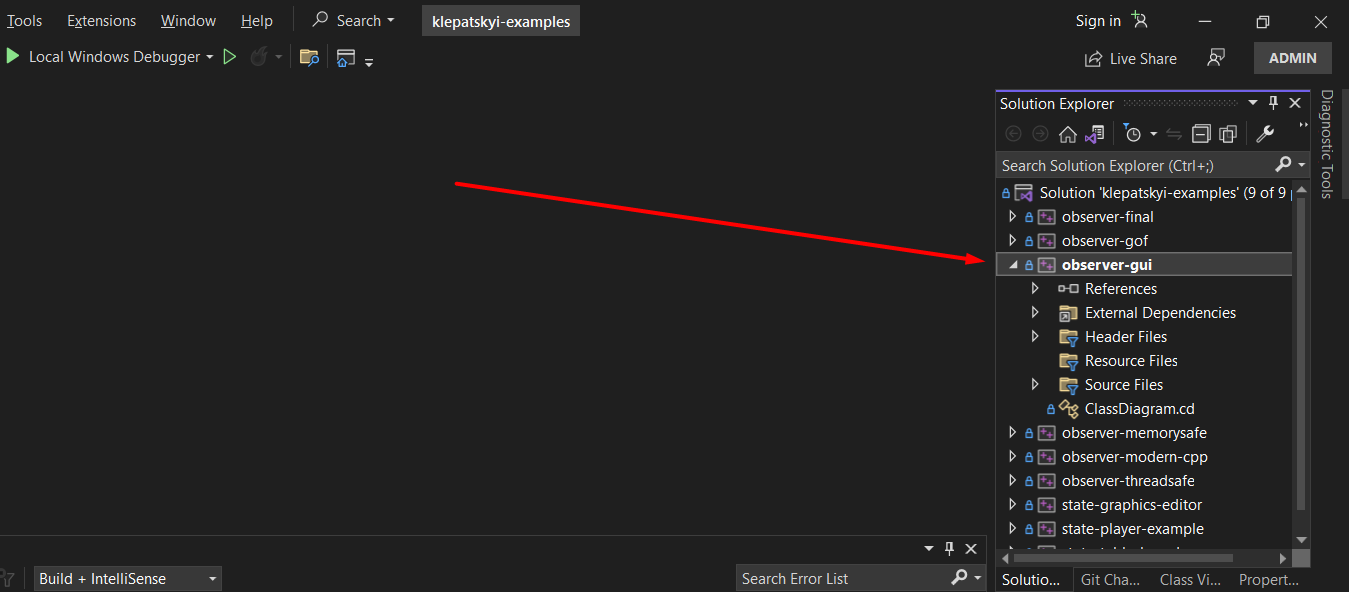 Tools Extensions Window Help Search klepatskyi-examples Sign in
Local Windows Debugger Live Share ADMIN
Solution Explorer
Diagnostic Tools
Search Solution Explorer (Ctrl+;)
Solution 'klepatskyi-examples' (9 of 9
observer-final
observer-gof
observer-gui
References
External Dependencies
Header Files
Resource Files
Source Files
ClassDiagram.cd
observer-memorysafe
observer-modern-cpp
observer-threadsafe
state-graphics-editor
state-player-example
Build + IntelliSense Search Error List
Solutio... Git Cha... Class Vi... Propert...